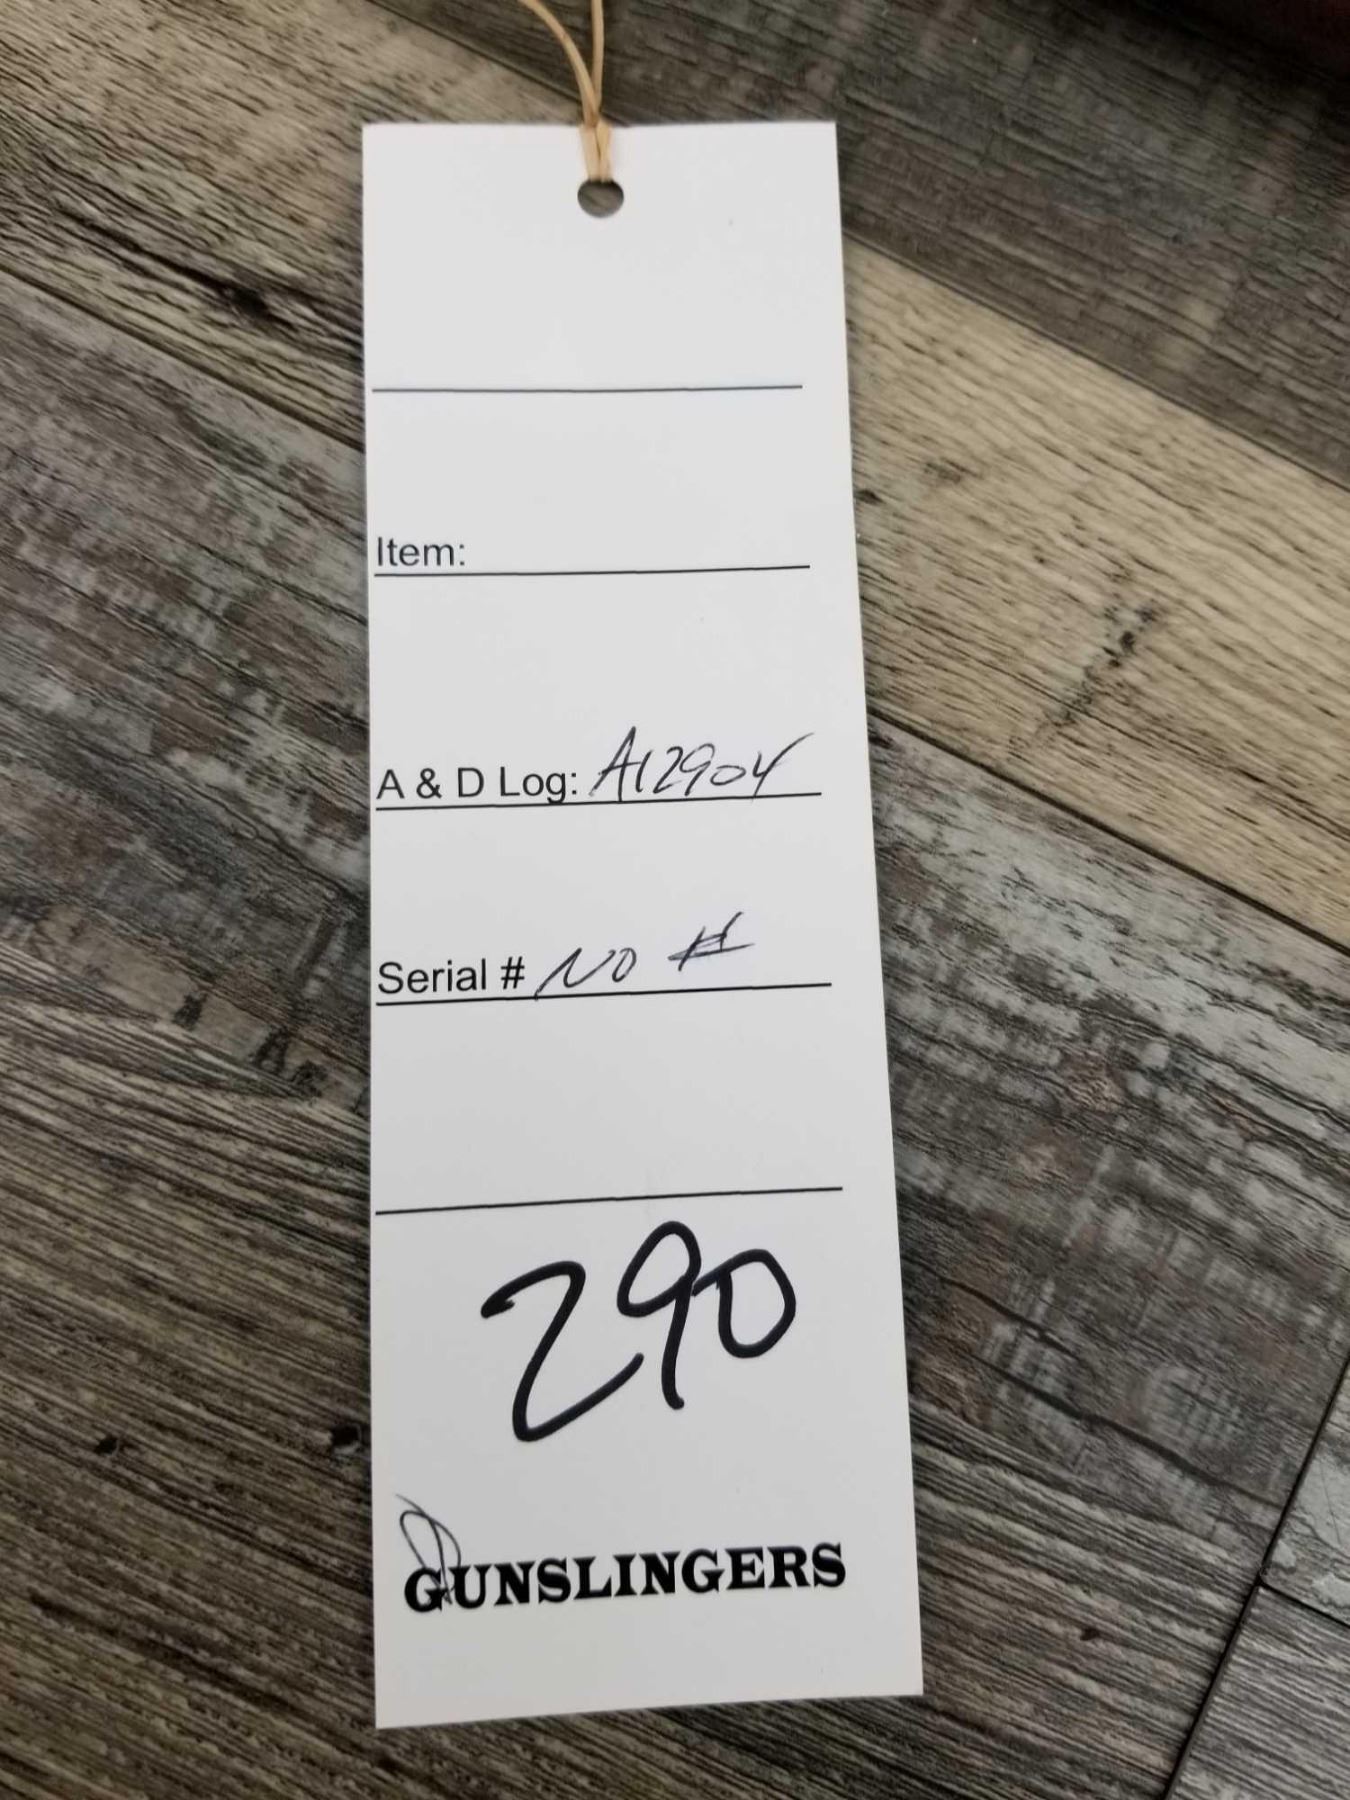 Item:
A & D Log: A12904
Serial # NO #
290
GUNSLINGERS